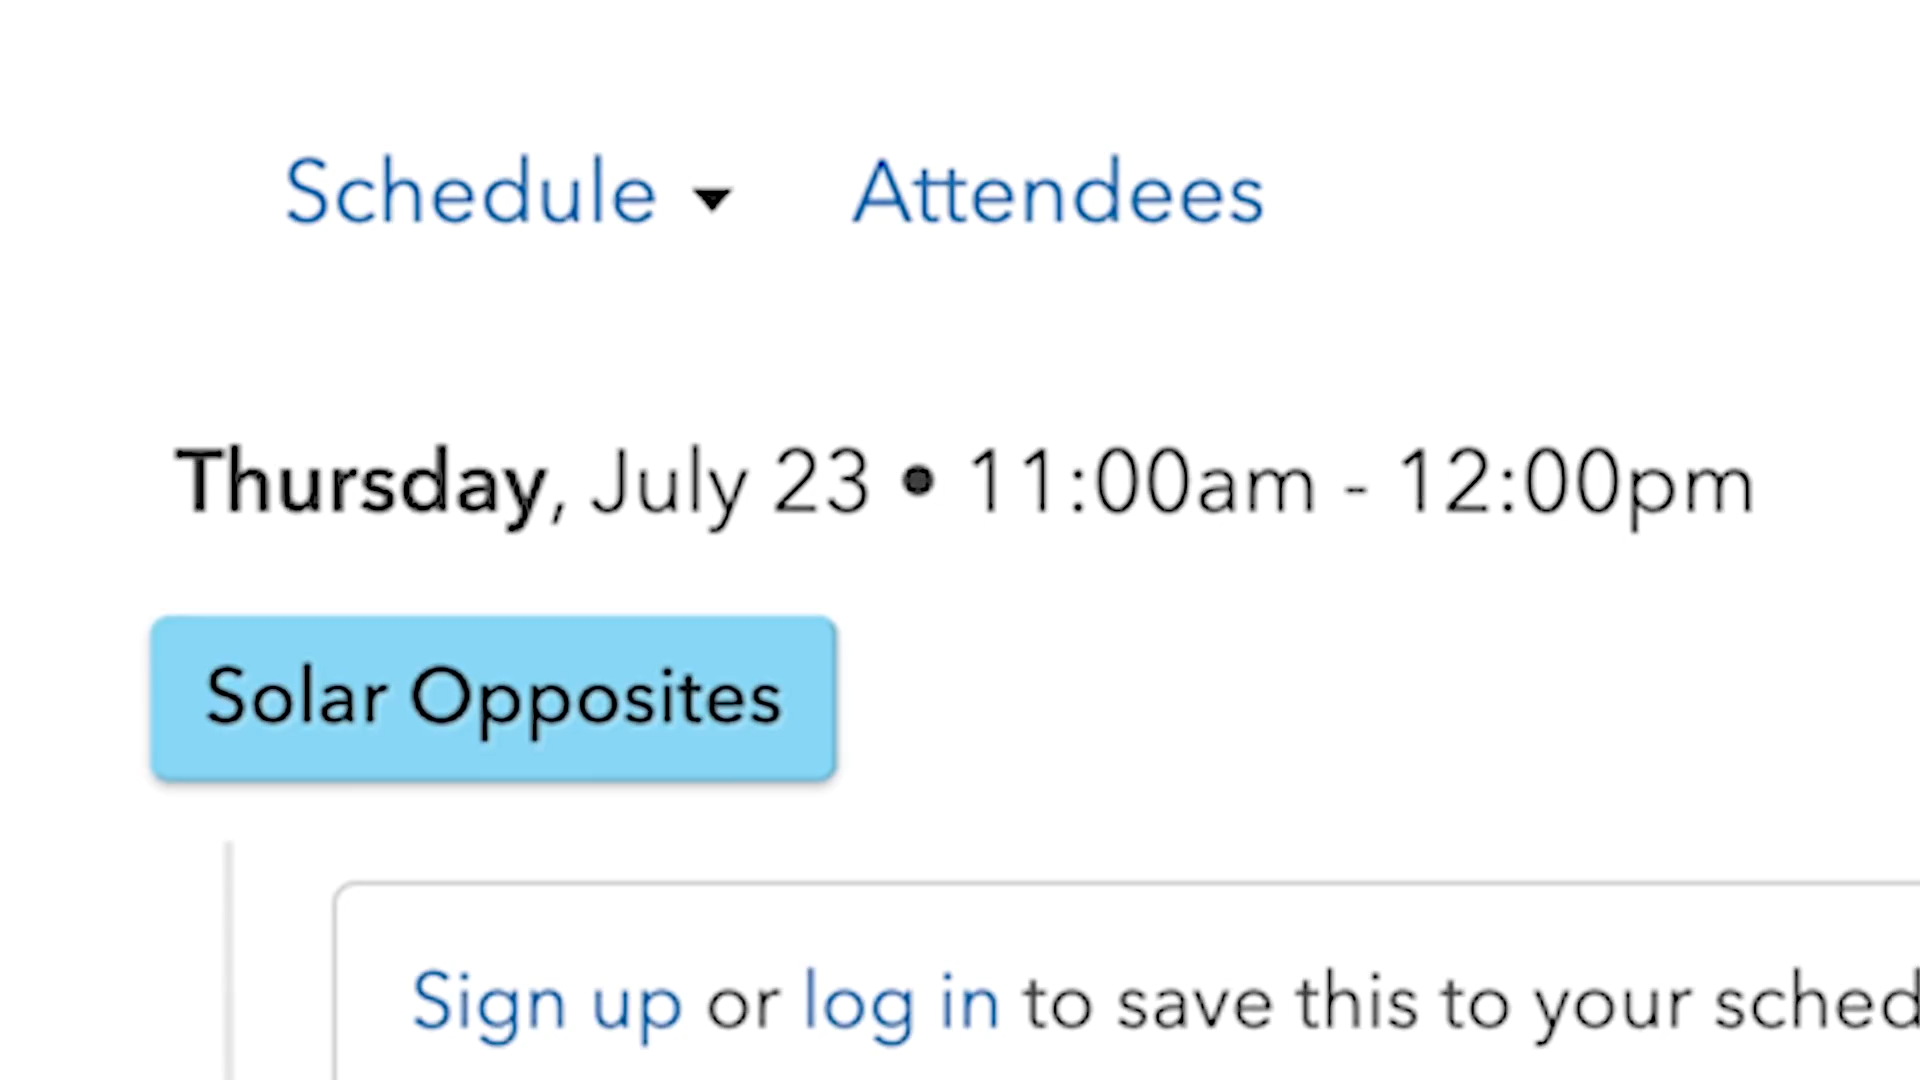 Schedule Attendees
Thursday, July 23 • 11:00am - 12:00pm
Solar Opposites
Sign up or log in to save this to your sched